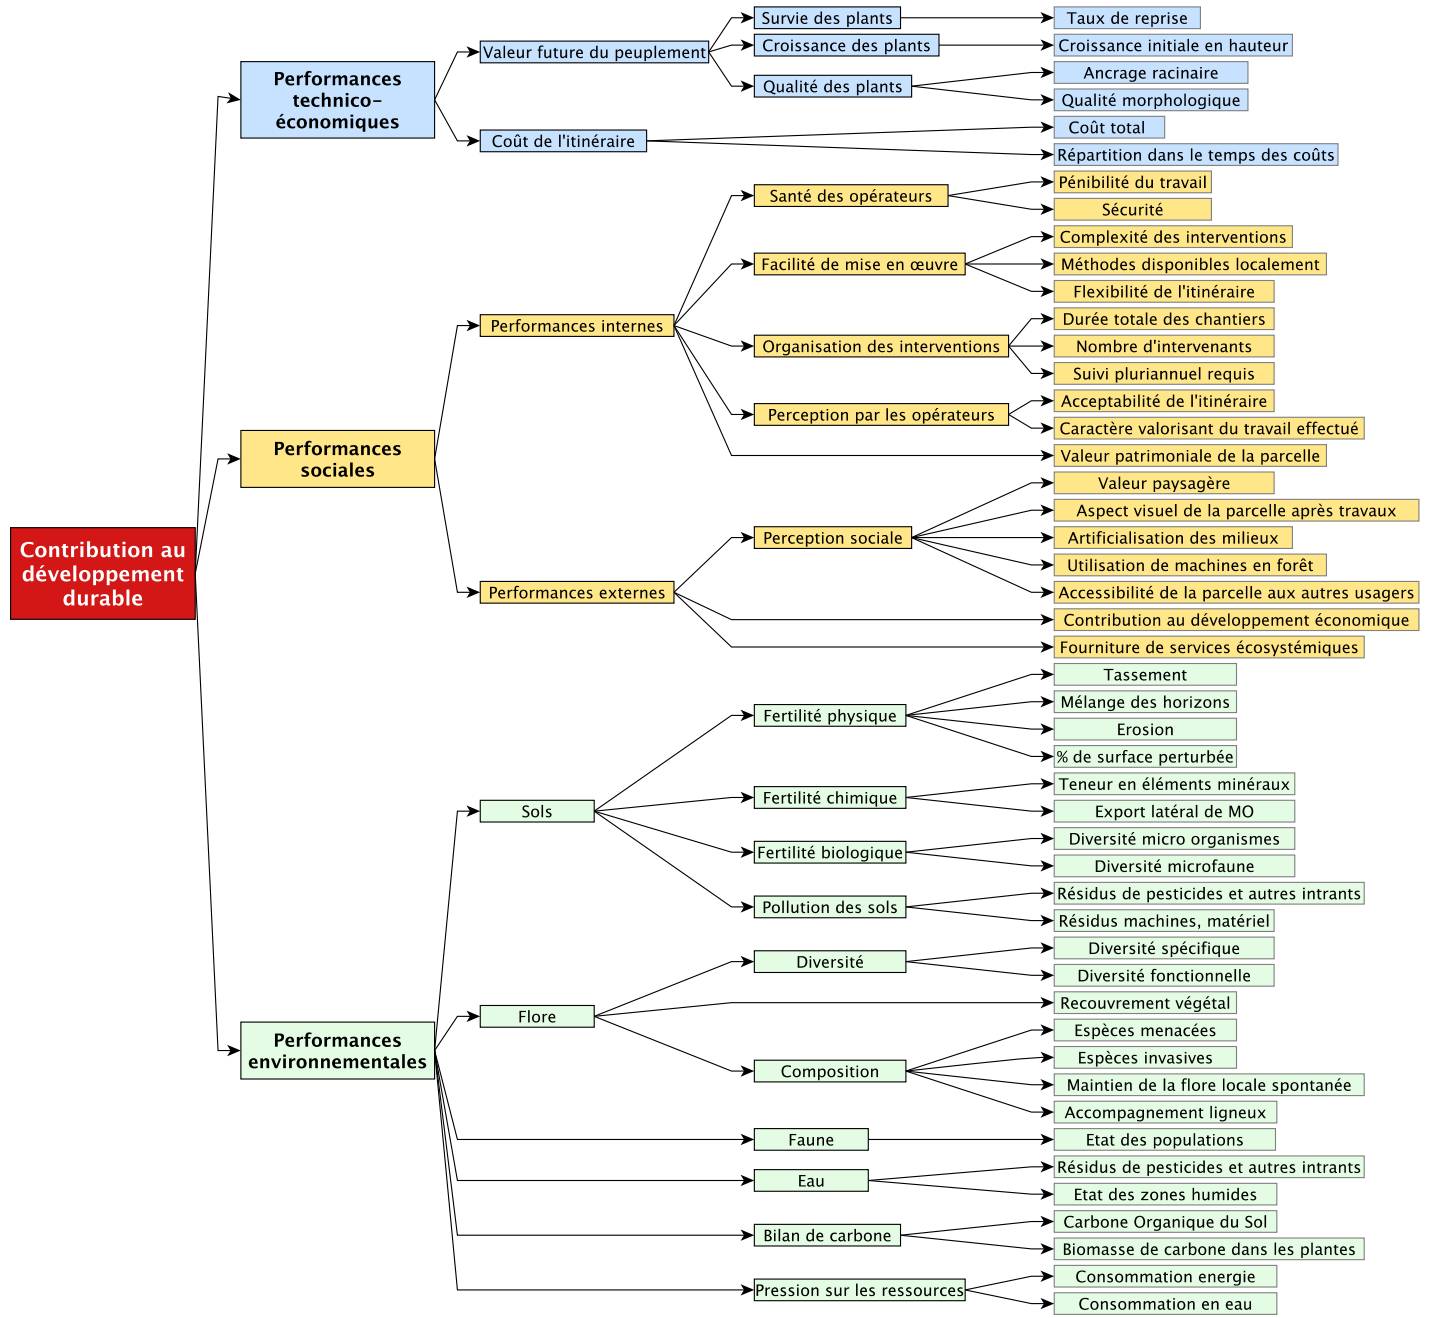 Contribution au
développement
durable
Performances
technico-
économiques
Valeur future du peuplement
Survie des plants
Taux de reprise
Croissance des plants
Croissance initiale en hauteur
Qualité des plants
Ancrage racinaire
Qualité morphologique
Coût de l'itinéraire
Coût total
Répartition dans le temps des coûts
Performances
sociales
Performances internes
Santé des opérateurs
Pénibilité du travail
Sécurité
Facilité de mise en œuvre
Complexité des interventions
Méthodes disponibles localement
Flexibilité de l'itinéraire
Organisation des interventions
Durée totale des chantiers
Nombre d'intervenants
Suivi pluriannuel requis
Perception par les opérateurs
Acceptabilité de l'itinéraire
Caractère valorisant du travail effectué
Valeur patrimoniale de la parcelle
Performances externes
Perception sociale
Valeur paysagère
Aspect visuel de la parcelle après travaux
Artificialisation des milieux
Utilisation de machines en forêt
Accessibilité de la parcelle aux autres usagers
Contribution au développement économique
Fourniture de services écosystémiques
Performances
environnementales
Sols
Fertilité physique
Tassement
Mélange des horizons
Erosion
% de surface perturbée
Fertilité chimique
Teneur en éléments minéraux
Export latéral de MO
Fertilité biologique
Diversité micro organismes
Diversité microfaune
Pollution des sols
Résidus de pesticides et autres intrants
Résidus machines, matériel
Flore
Diversité
Diversité spécifique
Diversité fonctionnelle
Recouvrement végétal
Composition
Espèces menacées
Espèces invasives
Maintien de la flore locale spontanée
Accompagnement ligneux
Faune
Etat des populations
Eau
Résidus de pesticides et autres intrants
Etat des zones humides
Bilan de carbone
Carbone Organique du Sol
Biomasse de carbone dans les plantes
Pression sur les ressources
Consommation energie
Consommation en eau